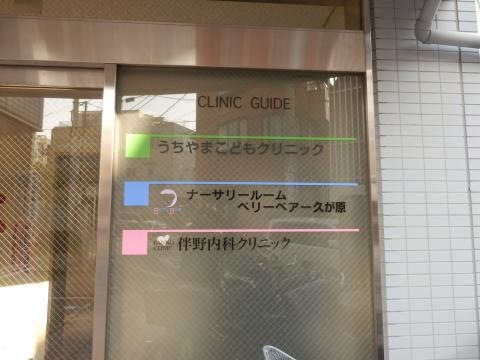 CLINIC GUIDE
うちやまこどもクリニック
ナーサリールーム
ベリーベアー久が原
伴野内科クリニック